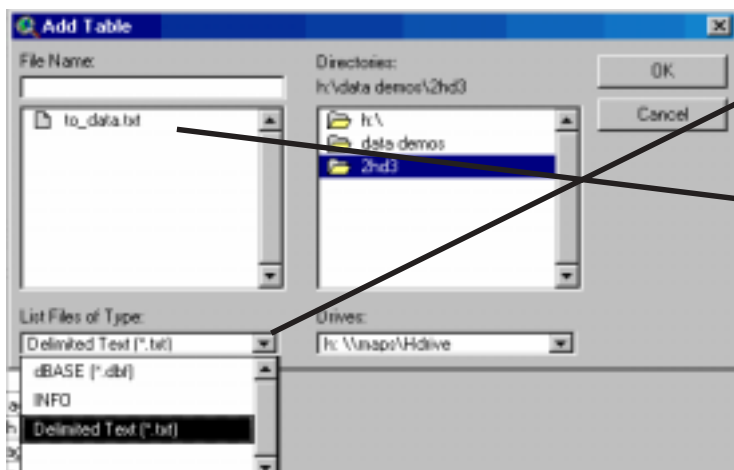 Add Table
File Name:
to_data.txt
Directories:
h:\data demos\2hd3
h:\
data demos
2hd3
OK
Cancel
List Files of Type:
Delimited Text (*.txt)
dBASE (*.dbf)
INFO
Delimited Text (*.txt)
Drives:
h: \\maps\Hdrive